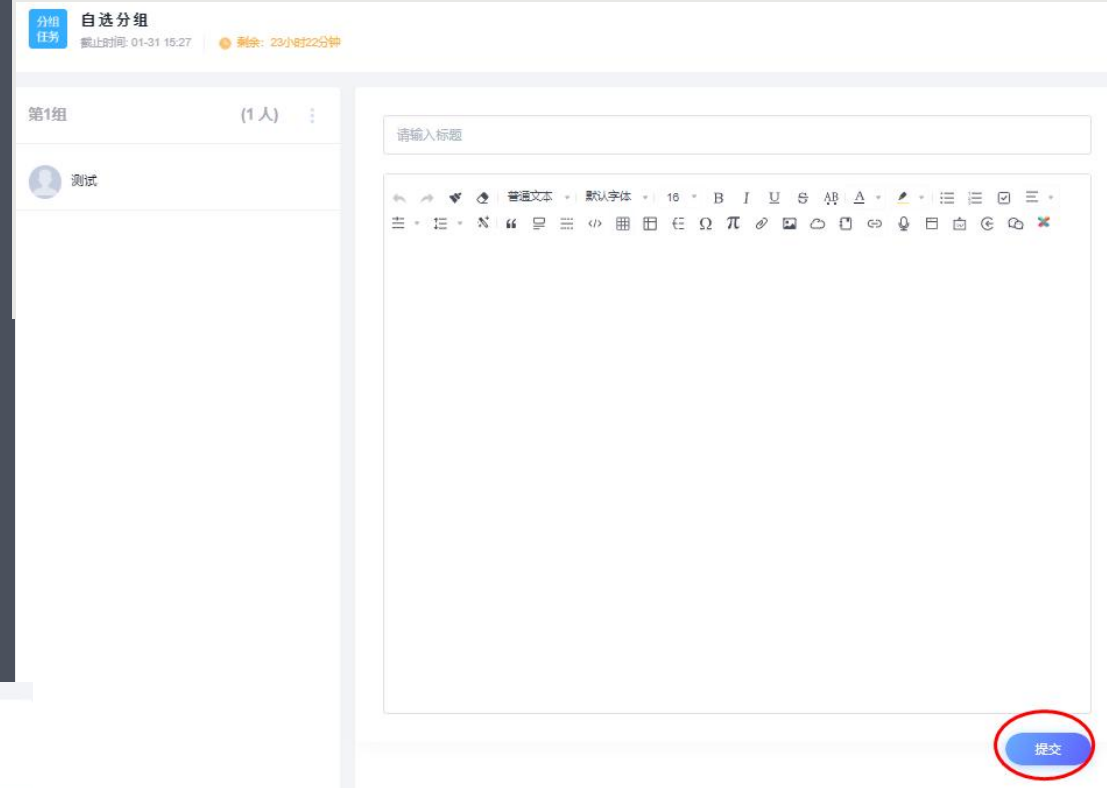 分组
任务
自选分组
截止时间: 01-31 15:27
剩余: 23小时22分钟
第1组 (1 人)
测试
请输入标题
普通文本 默认字体 16 B I U S AB A
Ω π
提交